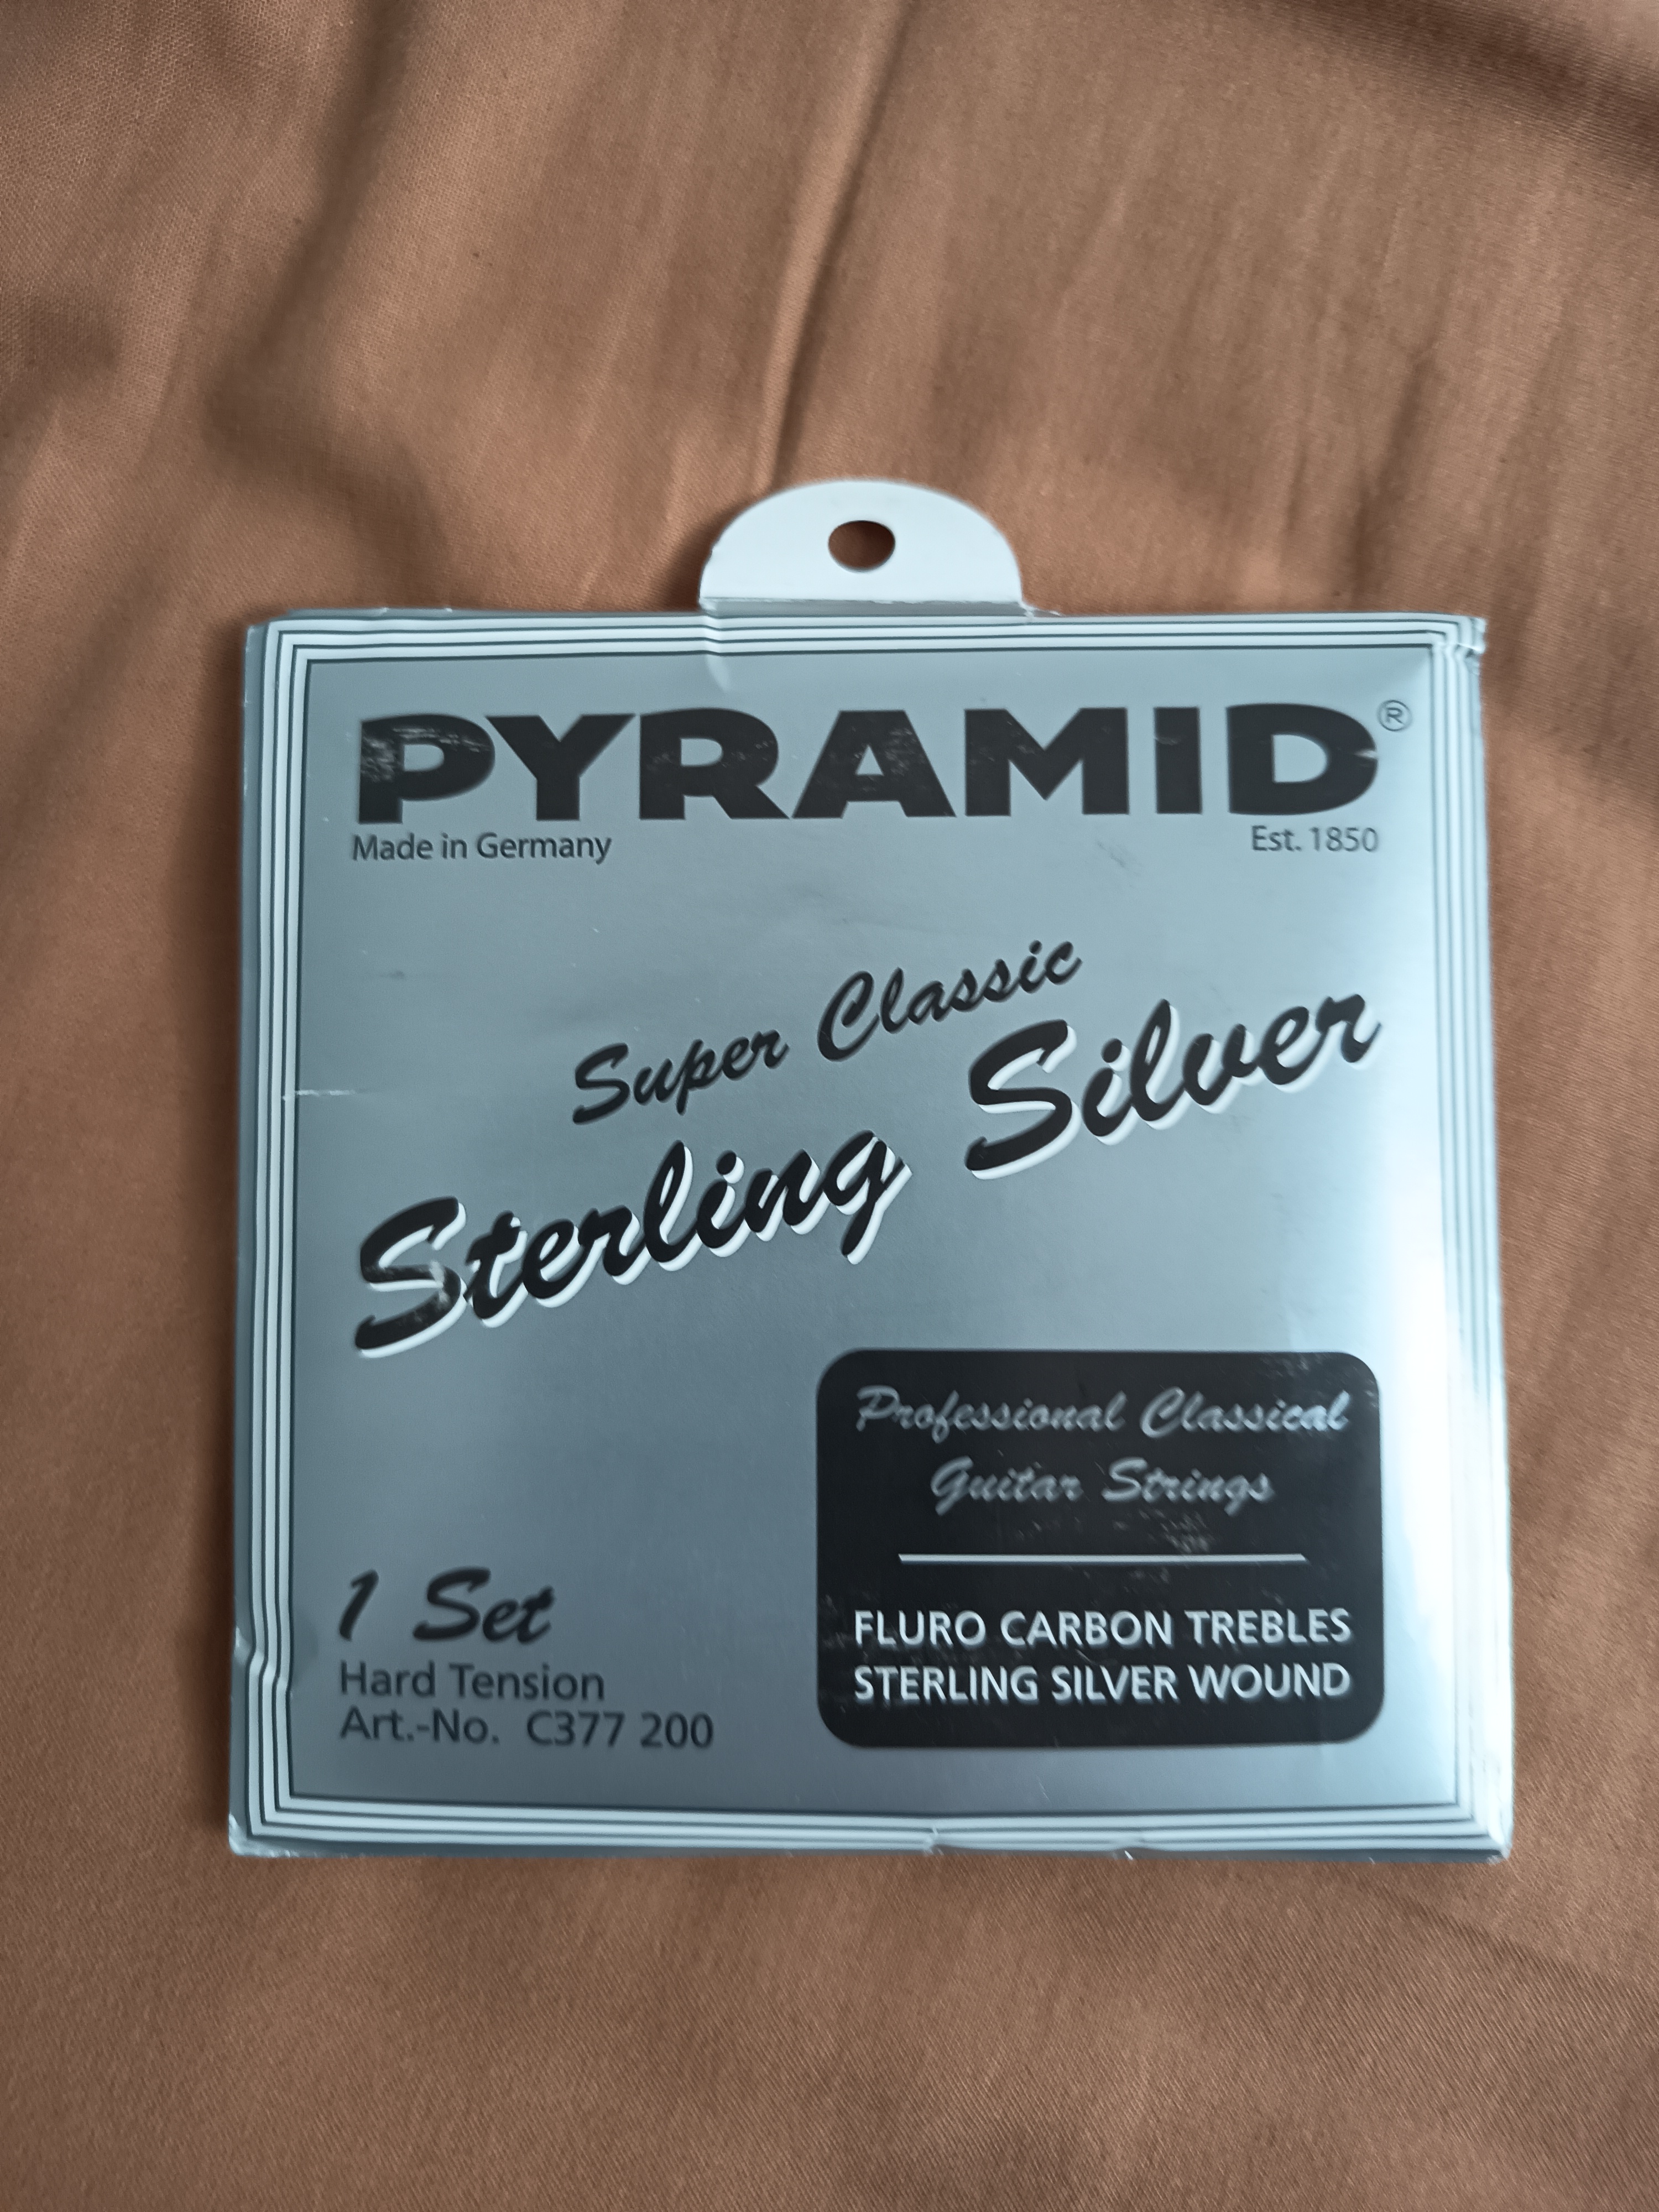 PYRAMID®
Made in Germany Est. 1850
Super Classic
Sterling Silver
Professional Classical
Guitar Strings
FLURO CARBON TREBLES
STERLING SILVER WOUND
1 Set
Hard Tension
Art.-No. C377 200